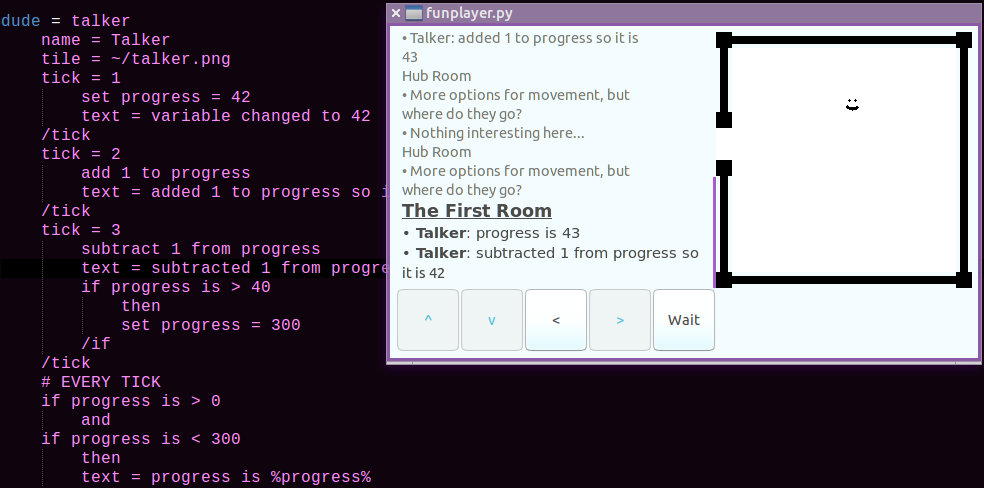 dude = talker
name = Talker
tile = ~/talker.png
tick = 1
set progress = 42
text = variable changed to 42
/tick
tick = 2
add 1 to progress
text = added 1 to progress so i
/tick
tick = 3
subtract 1 from progress
text = subtracted 1 from progre
if progress is > 40
then
set progress = 300
/if
/tick
# EVERY TICK
if progress is > 0
and
if progress is < 300
then
text = progress is %progress%
funplayer.py
• Talker: added 1 to progress so it is
43
Hub Room
• More options for movement, but
where do they go?
• Nothing interesting here...
Hub Room
• More options for movement, but
where do they go?
The First Room
• Talker: progress is 43
• Talker: subtracted 1 from progress so
it is 42
^ v < > Wait